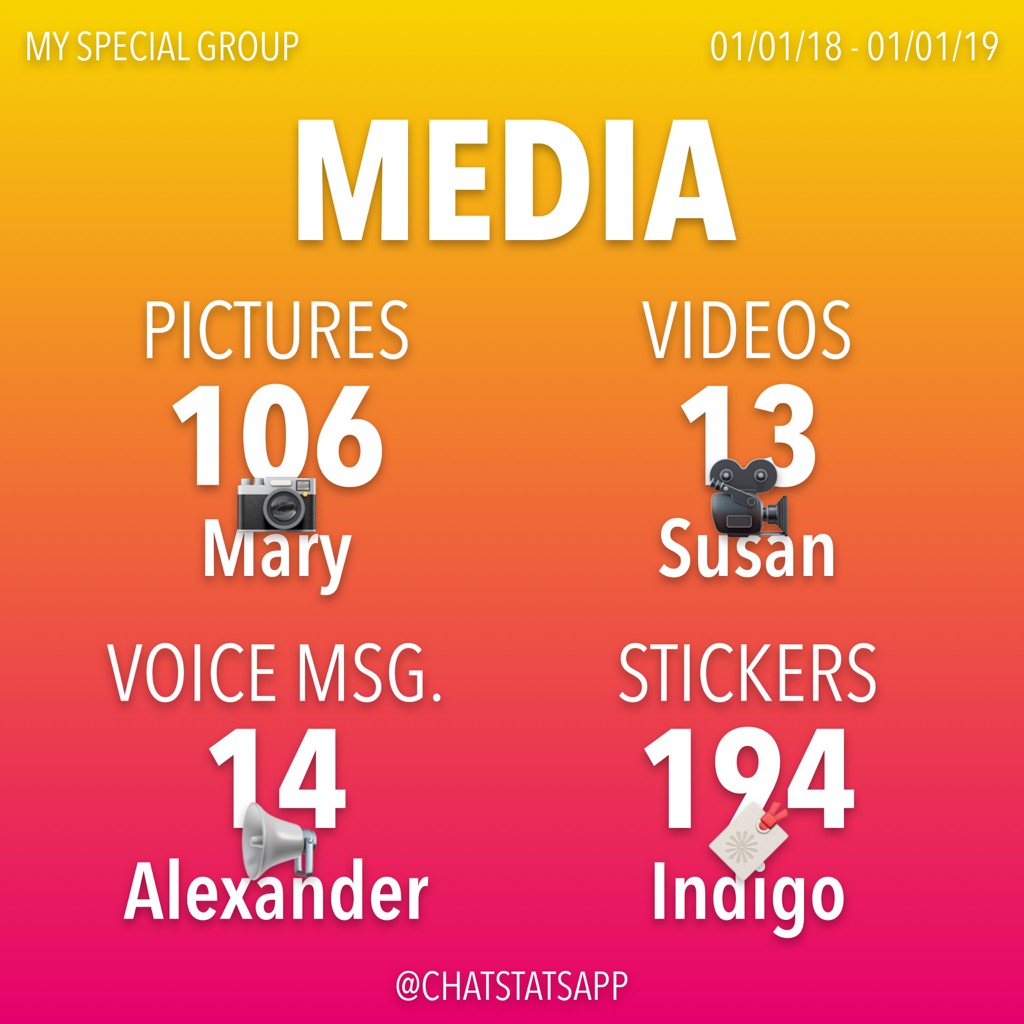 MY SPECIAL GROUP
01/01/18 - 01/01/19
MEDIA
PICTURES
106
Mary
VIDEOS
13
Susan
VOICE MSG.
14
Alexander
STICKERS
194
Indigo
@CHATSTATSAPP